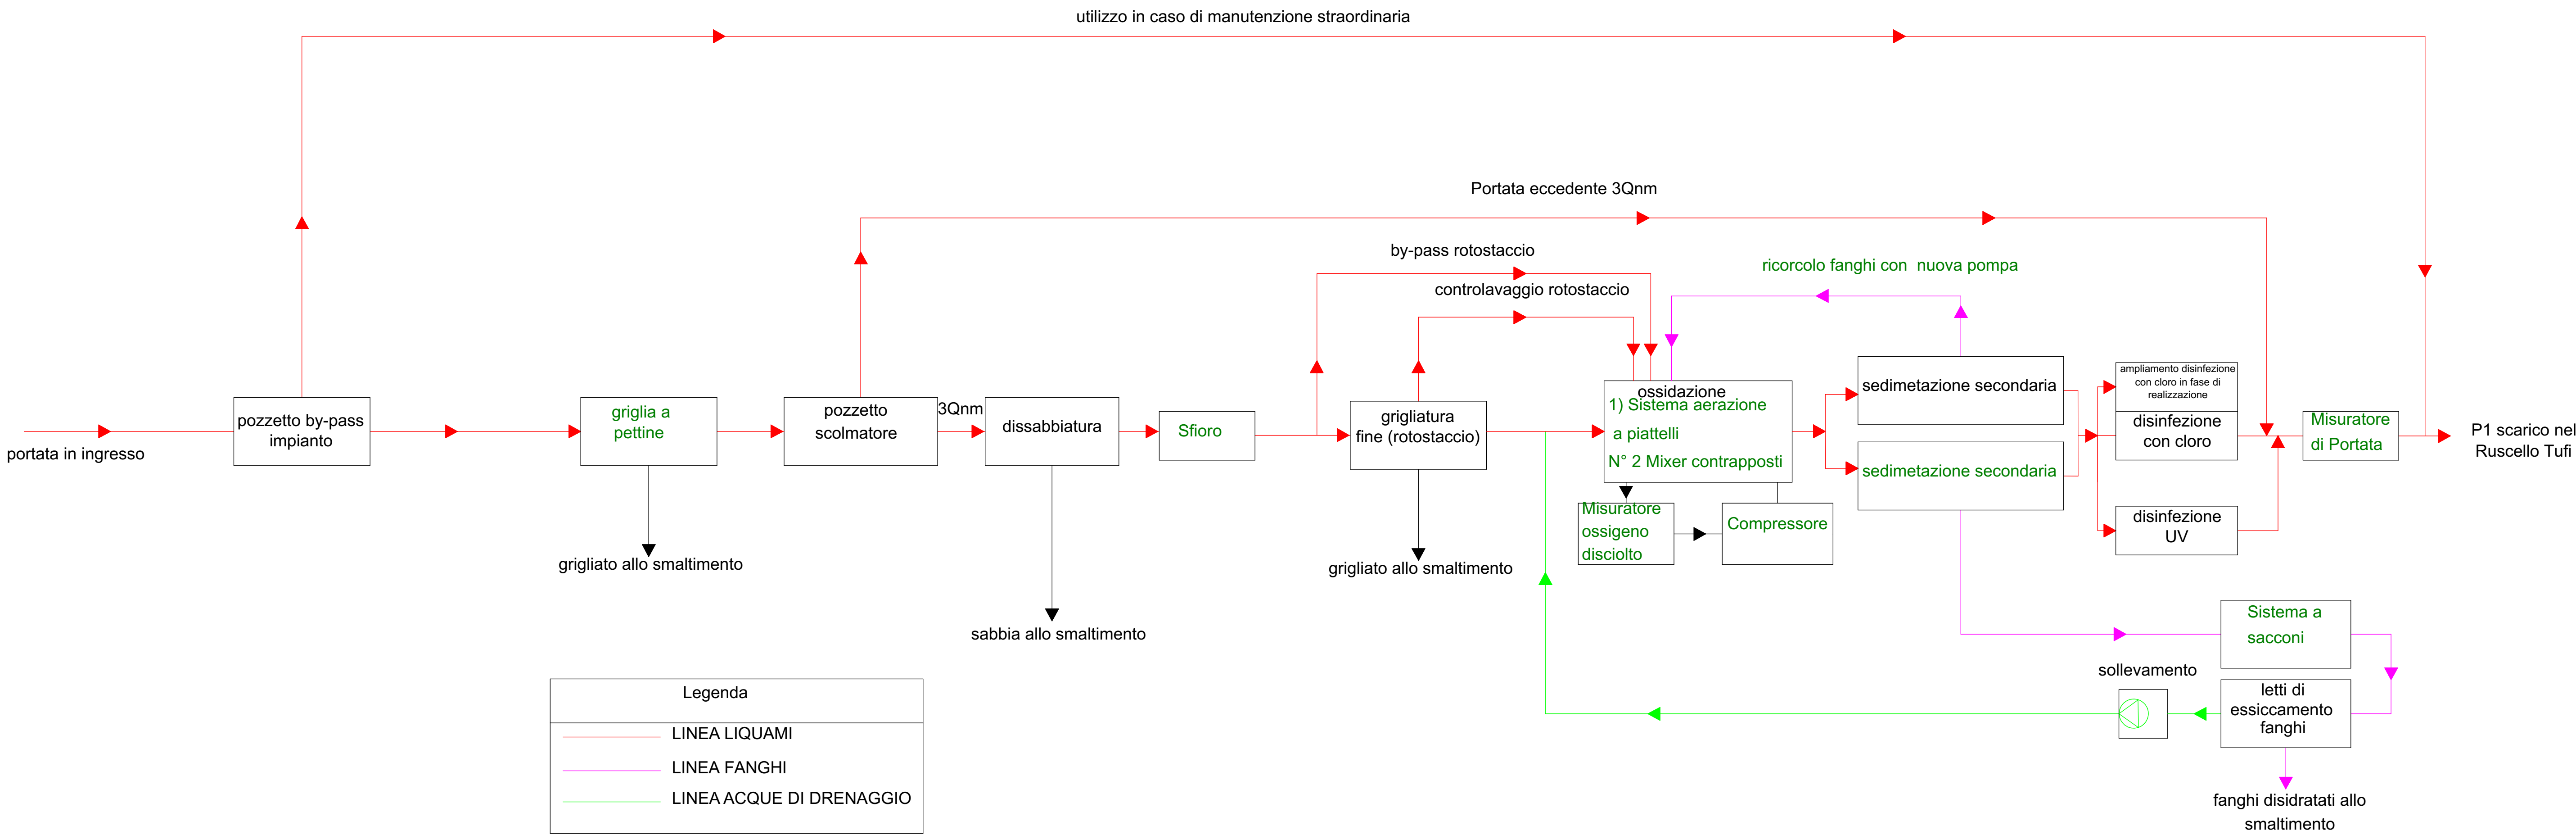 utilizzo in caso di manutenzione straordinaria
Portata eccedente 3Qnm
by-pass rotostaccio
ricorcolo fanghi con nuova pompa
controlavaggio rotostaccio
portata in ingresso
pozzetto by-pass
impianto
griglia a
pettine
grigliato allo smaltimento
pozzetto
scolmatore
3Qnm
dissabbiatura
sabbia allo smaltimento
Sfioro
grigliatura
fine (rotostaccio)
grigliato allo smaltimento
ossidazione
1) Sistema aerazione
a piattelli
N° 2 Mixer contrapposti
Misuratore
ossigeno
disciolto
Compressore
sedimetazione secondaria
sedimetazione secondaria
ampliamento disinfezione
con cloro in fase di
realizzazione
disinfezione
con cloro
disinfezione
UV
Misuratore
di Portata
P1 scarico nel
Ruscello Tufi
Sistema a
sacconi
sollevamento
letti di
essiccamento
fanghi
fanghi disidratati allo
smaltimento
Legenda
LINEA LIQUAMI
LINEA FANGHI
LINEA ACQUE DI DRENAGGIO